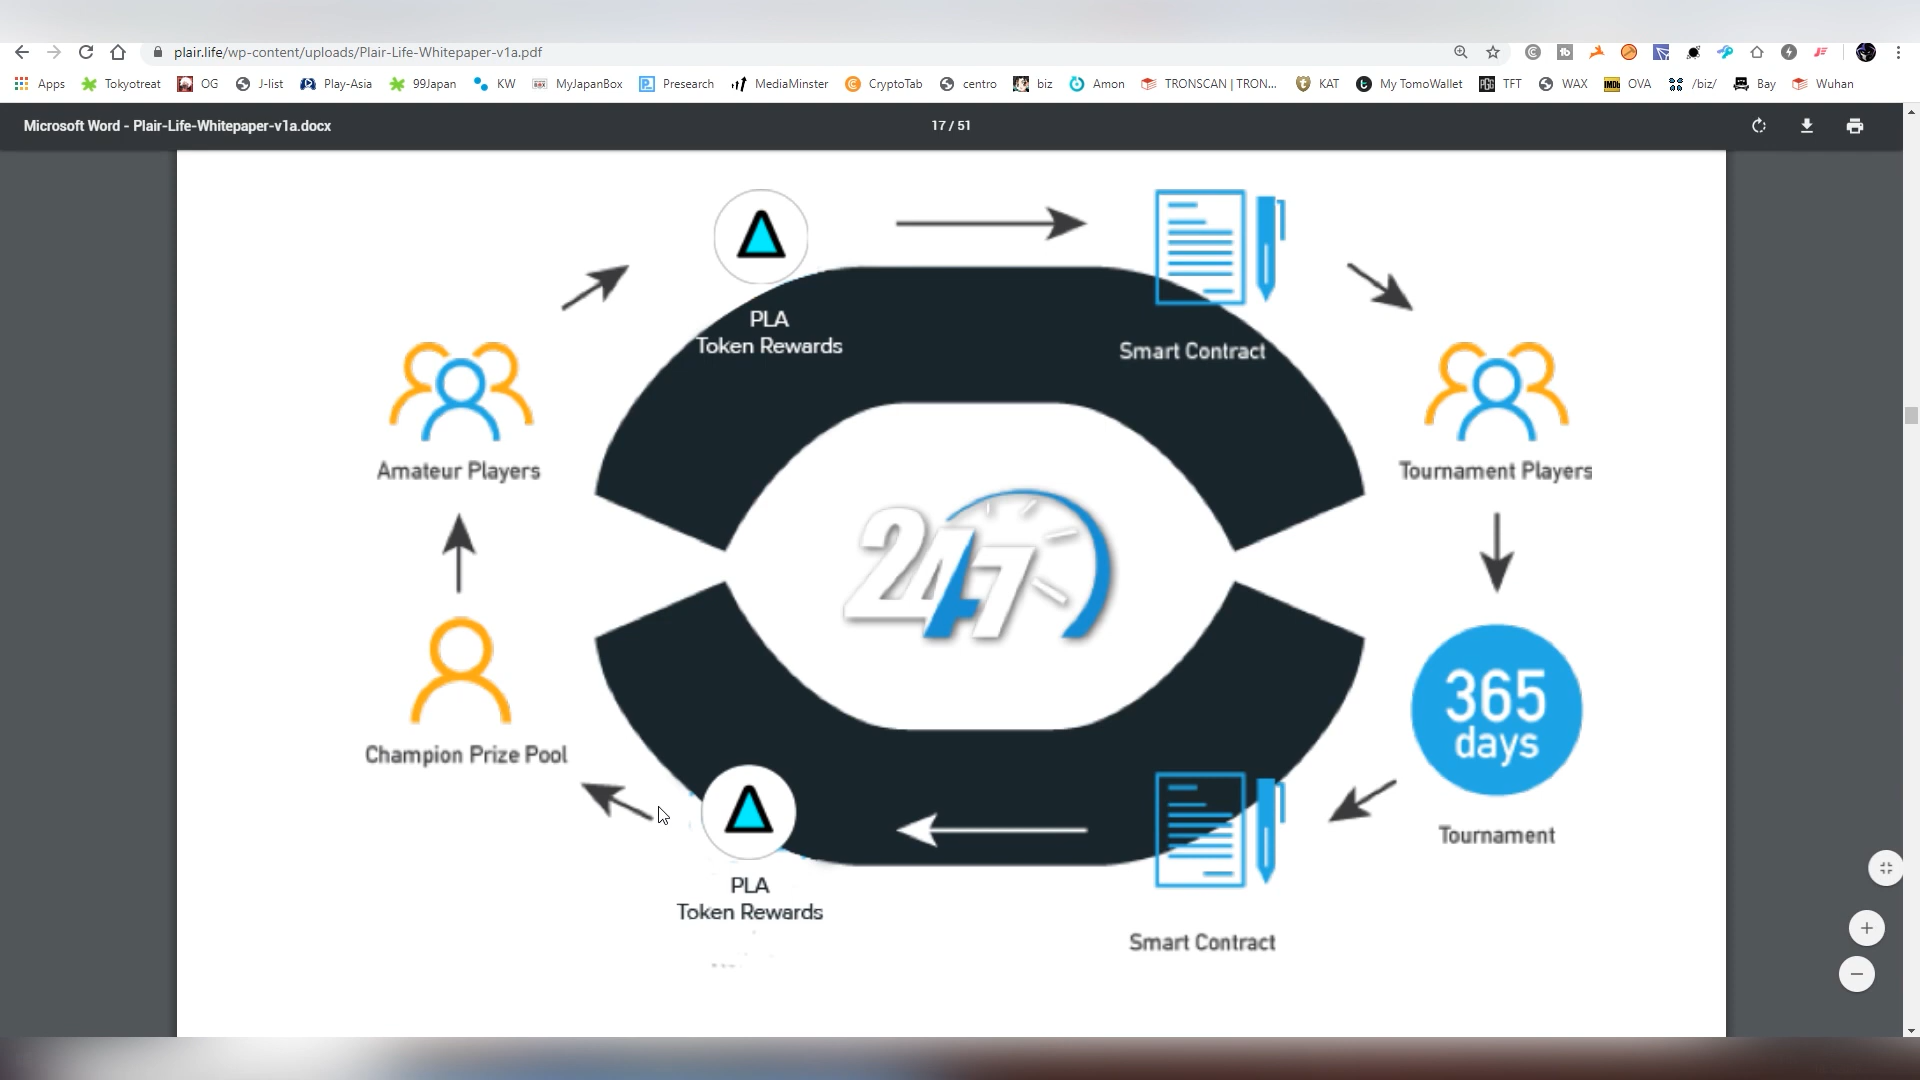 plair.life/wp-content/uploads/Plair-Life-Whitepaper-v1a.pdf
Apps Tokyotreat OG J-list Play-Asia 99Japan KW MyJapanBox Presearch MediaMinster CryptoTab centro biz Amon TRONSCAN | TRON... KAT My TomoWallet TFT WAX OVA /biz/ Bay Wuhan
Microsoft Word - Plair-Life-Whitepaper-v1a.docx 17 / 51
PLA
Token Rewards
Smart Contract
Amateur Players
Tournament Players
24/7
365
days
Champion Prize Pool
Tournament
PLA
Token Rewards
Smart Contract